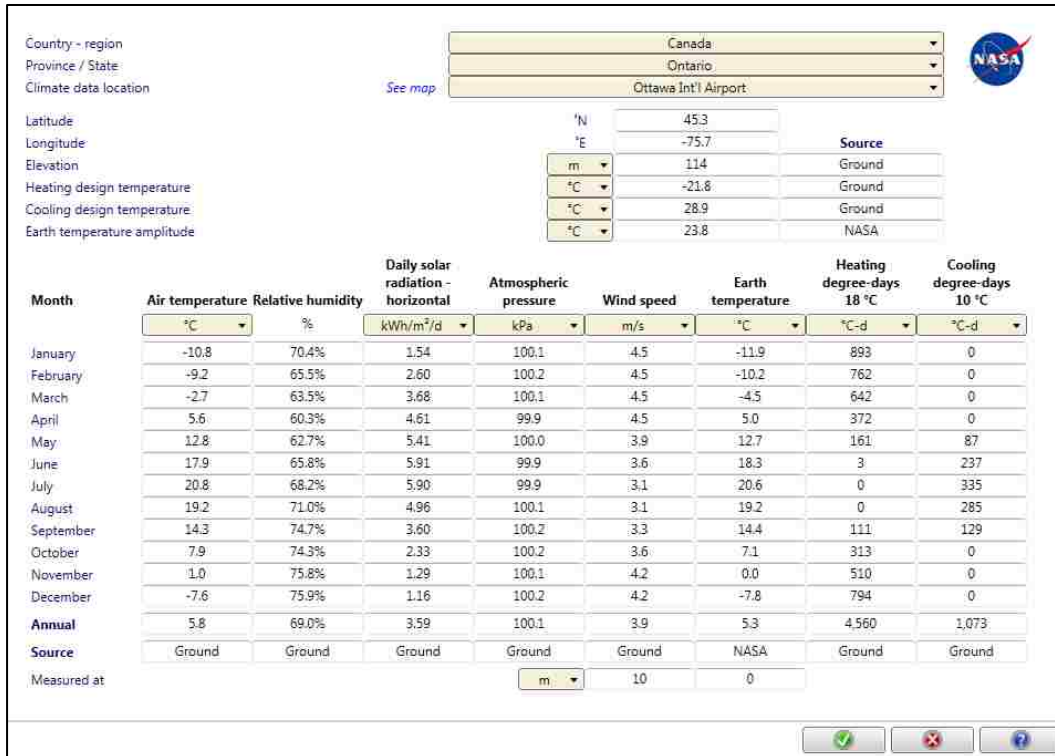 Country - region Canada
NASA
Province / State Ontario
Climate data location See map Ottawa Int'l Airport
Latitude °N 45.3
Longitude °E -75.7 Source
Elevation m 114 Ground
Heating design temperature °C -21.8 Ground
Cooling design temperature °C 28.9 Ground
Earth temperature amplitude °C 23.8 NASA
Month Air temperature Relative humidity Daily solar radiation - horizontal Atmospheric pressure Wind speed Earth temperature Heating degree-days 18 °C Cooling degree-days 10 °C
°C % kWh/m²/d kPa m/s °C °C-d °C-d
January -10.8 70.4% 1.54 100.1 4.5 -11.9 893 0
February -9.2 65.5% 2.60 100.2 4.5 -10.2 762 0
March -2.7 63.5% 3.68 100.1 4.5 -4.5 642 0
April 5.6 60.3% 4.61 99.9 4.5 5.0 372 0
May 12.8 62.7% 5.41 100.0 3.9 12.7 161 87
June 17.9 65.8% 5.91 99.9 3.6 18.3 3 237
July 20.8 68.2% 5.90 99.9 3.1 20.6 0 335
August 19.2 71.0% 4.96 100.1 3.1 19.2 0 285
September 14.3 74.7% 3.60 100.2 3.3 14.4 111 129
October 7.9 74.3% 2.33 100.2 3.6 7.1 313 0
November 1.0 75.8% 1.29 100.1 4.2 0.0 510 0
December -7.6 75.9% 1.16 100.2 4.2 -7.8 794 0
Annual 5.8 69.0% 3.59 100.1 3.9 5.3 4,560 1,073
Source Ground Ground Ground Ground Ground NASA Ground Ground
Measured at m 10 0